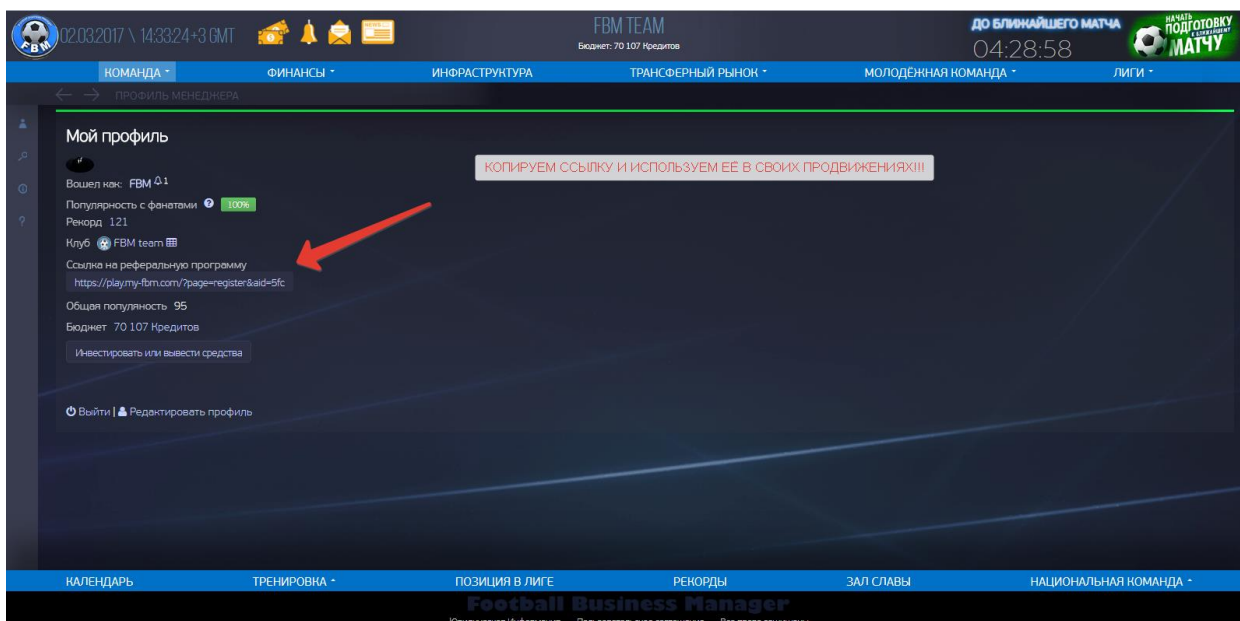 FBM
02.03.2017 \ 14:33:24 +3 GMT
FBM TEAM
Бюджет: 70 107 Кредитов
ДО БЛИЖАЙШЕГО МАТЧА
04:28:58
НАЧАТЬ
ПОДГОТОВКУ
К БЛИЖАЙШЕМУ
МАТЧУ
КОМАНДА ФИНАНСЫ ИНФРАСТРУКТУРА ТРАНСФЕРНЫЙ РЫНОК МОЛОДЁЖНАЯ КОМАНДА ЛИГИ
ПРОФИЛЬ МЕНЕДЖЕРА
Мой профиль
КОПИРУЕМ ССЫЛКУ И ИСПОЛЬЗУЕМ ЕЁ В СВОИХ ПРОДВИЖЕНИЯХ!!!
Вошел как: FBM 1
Популярность с фанатами ? 100%
Рекорд 121
Клуб FBM team
Ссылка на реферальную программу
https://play.my-fbm.com/?page=register&aid=5fc
Общая популяность 95
Бюджет 70 107 Кредитов
Инвестировать или вывести средства
Выйти | Редактировать профиль
КАЛЕНДАРЬ ТРЕНИРОВКА ПОЗИЦИЯ В ЛИГЕ РЕКОРДЫ ЗАЛ СЛАВЫ НАЦИОНАЛЬНАЯ КОМАНДА
Football Business Manager